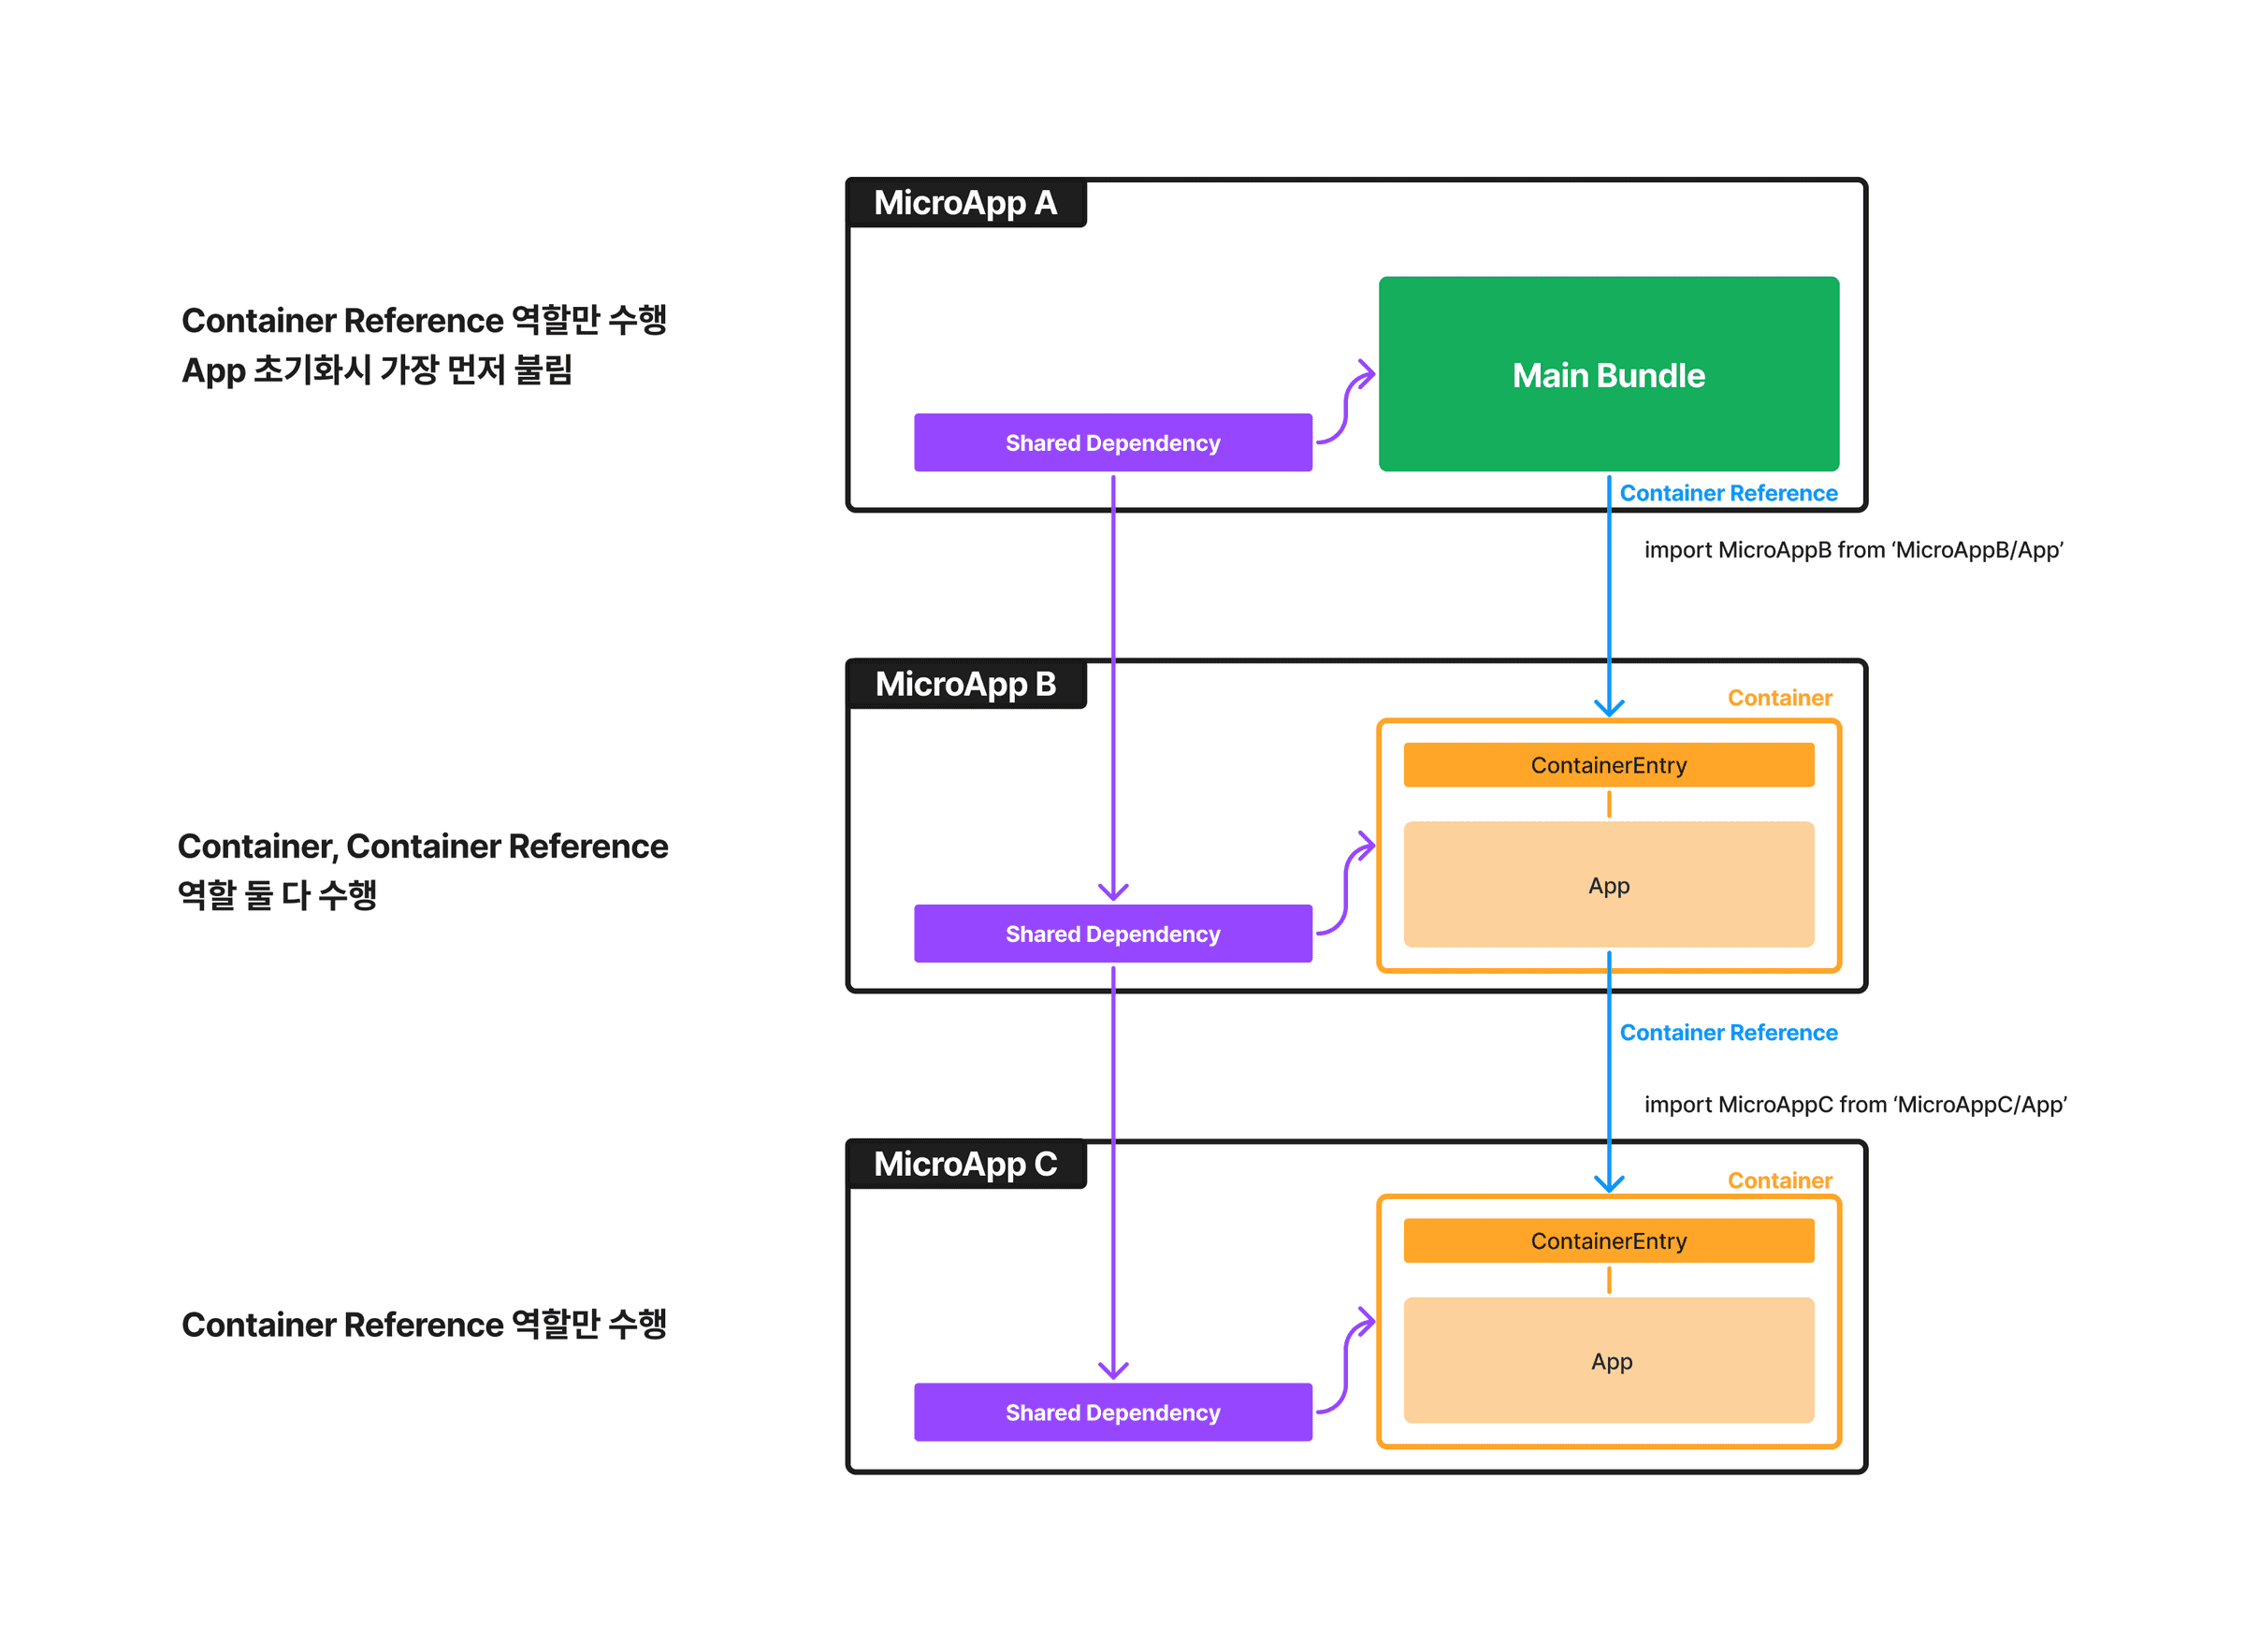 MicroApp A
Container Reference 역할만 수행
App 초기화시 가장 먼저 불림
Main Bundle
Shared Dependency
Container Reference
import MicroAppB from ‘MicroAppB/App’
MicroApp B
Container
ContainerEntry
Container, Container Reference
역할 둘 다 수행
App
Shared Dependency
Container Reference
import MicroAppC from ‘MicroAppC/App’
MicroApp C
Container
ContainerEntry
Container Reference 역할만 수행
App
Shared Dependency